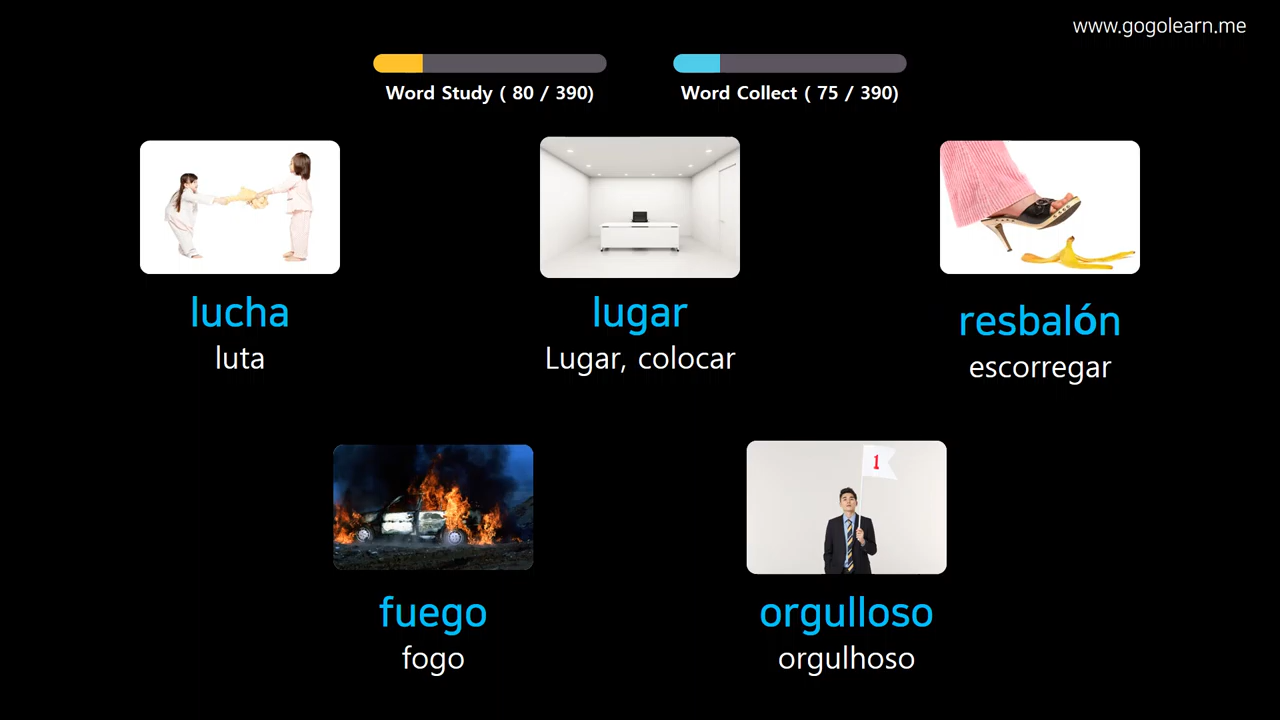 www.gogolearn.me
Word Study ( 80 / 390)
Word Collect ( 75 / 390)
lucha
luta
lugar
Lugar, colocar
resbalón
escorregar
1
fuego
fogo
orgulloso
orgulhoso